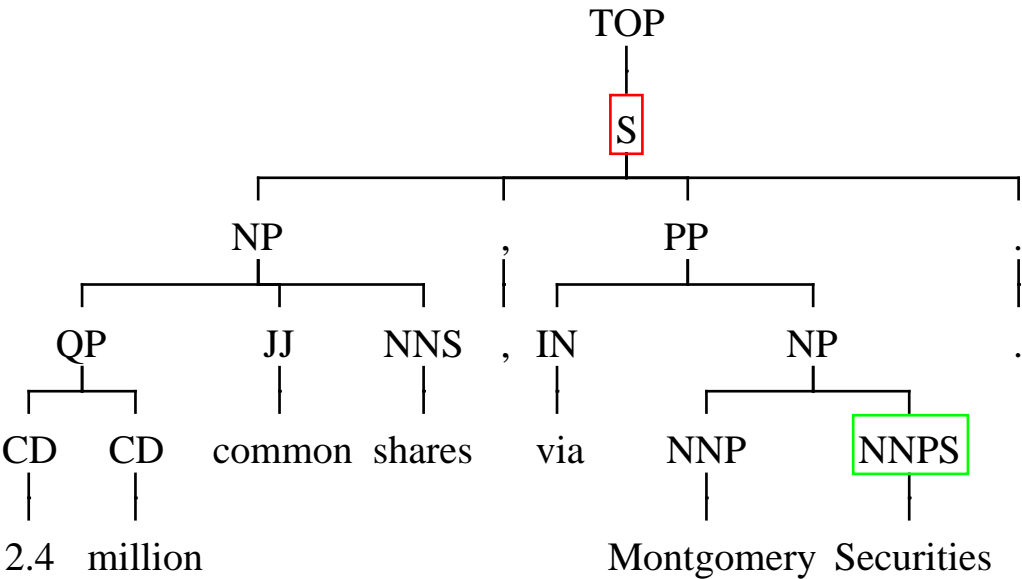 TOP
S
NP , PP .
QP JJ NNS , IN NP .
CD CD common shares via NNP NNPS
2.4 million Montgomery Securities